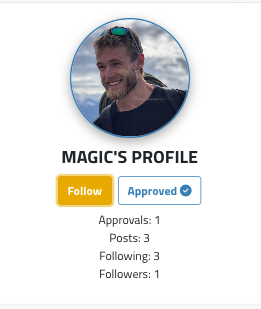 MAGIC'S PROFILE
Follow Approved
Approvals: 1
Posts: 3
Following: 3
Followers: 1